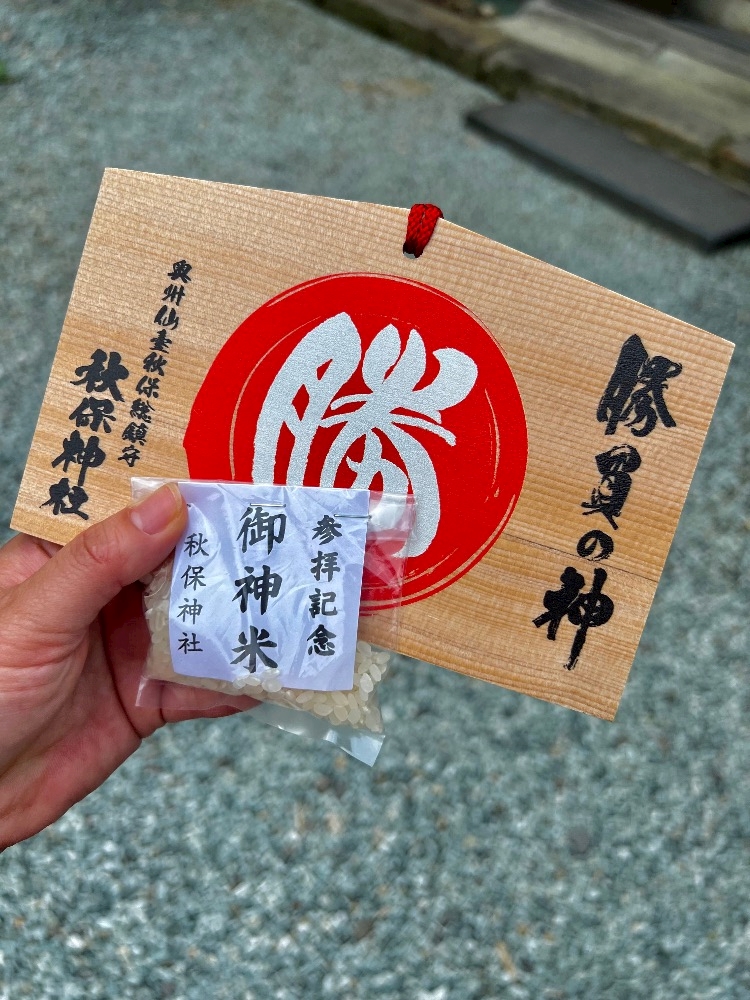 勝負の神
勝
奥州仙臺秋保総鎮守
秋保神社
参拝記念
御神米
秋保神社